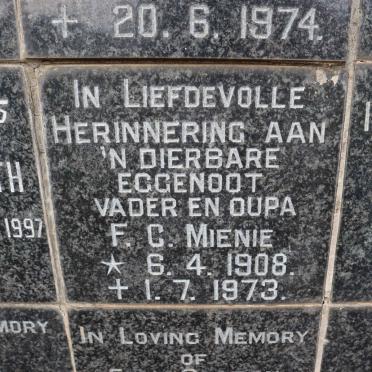 + 20. 6. 1974.
IN LIEFDEVOLLE
HERINNERING AAN
'N DIERBARE
EGGENOOT
VADER EN OUPA
F. C. MIENIE
* 6. 4. 1908.
+ 1. 7. 1973.
1997
IN LOVING MEMORY
OF